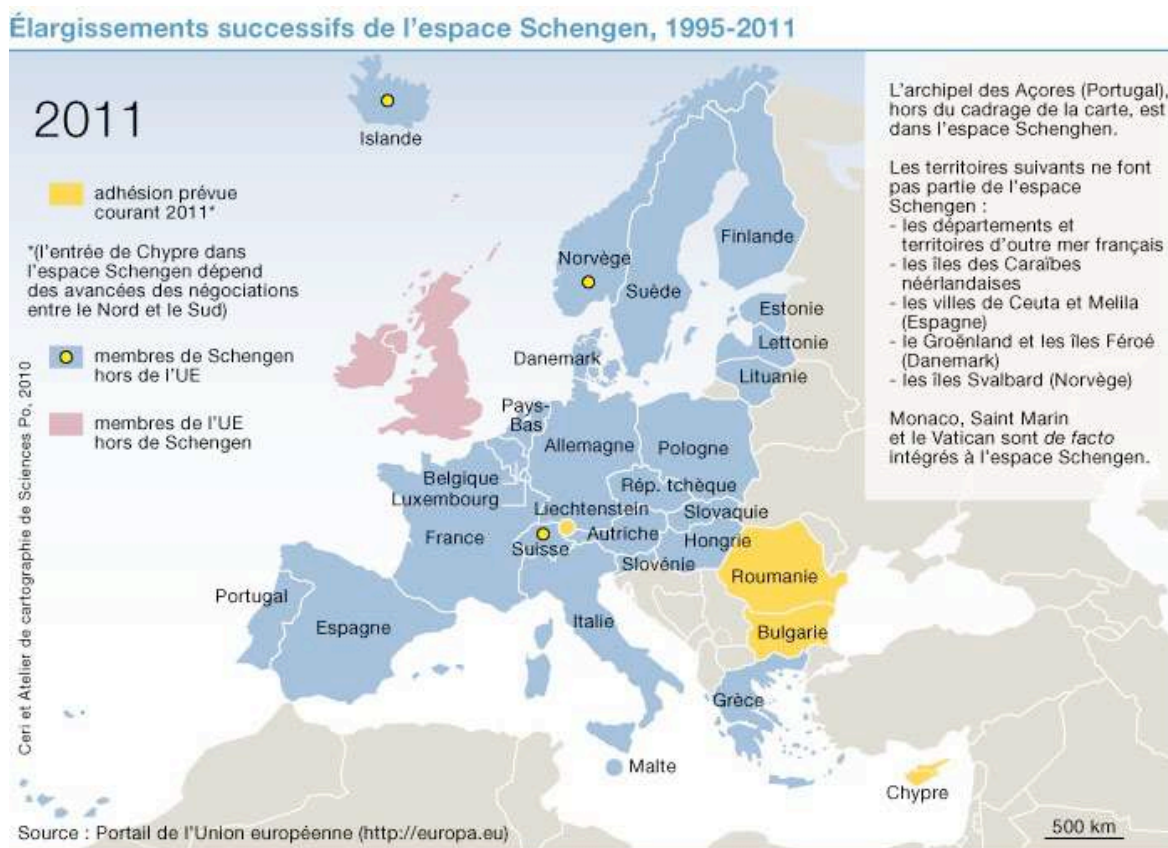 Élargissements successifs de l'espace Schengen, 1995-2011
2011
adhésion prévue
courant 2011*
*(l'entrée de Chypre dans
l'espace Schengen dépend
des avancées des négociations
entre le Nord et le Sud)
membres de Schengen
hors de l'UE
membres de l'UE
hors de Schengen
Ceri et Atelier de cartographie de Sciences Po, 2010
Islande
Norvège
Finlande
Suède
Estonie
Lettonie
Lituanie
Danemark
Pays-
Bas
Allemagne
Pologne
Belgique
Luxembourg
Rép. tchèque
Liechtenstein
Slovaquie
France
Suisse
Autriche
Hongrie
Slovénie
Roumanie
Portugal
Espagne
Italie
Bulgarie
Grèce
Malte
Chypre
L'archipel des Açores (Portugal),
hors du cadrage de la carte, est
dans l'espace Schenghen.
Les territoires suivants ne font
pas partie de l'espace
Schengen :
- les départements et
territoires d'outre mer français
- les îles des Caraïbes
néérlandaises
- les villes de Ceuta et Melila
(Espagne)
- le Groënland et les îles Féroé
(Danemark)
- les îles Svalbard (Norvège)
Monaco, Saint Marin
et le Vatican sont de facto
intégrés à l'espace Schengen.
Source : Portail de l'Union européenne (http://europa.eu)
500 km